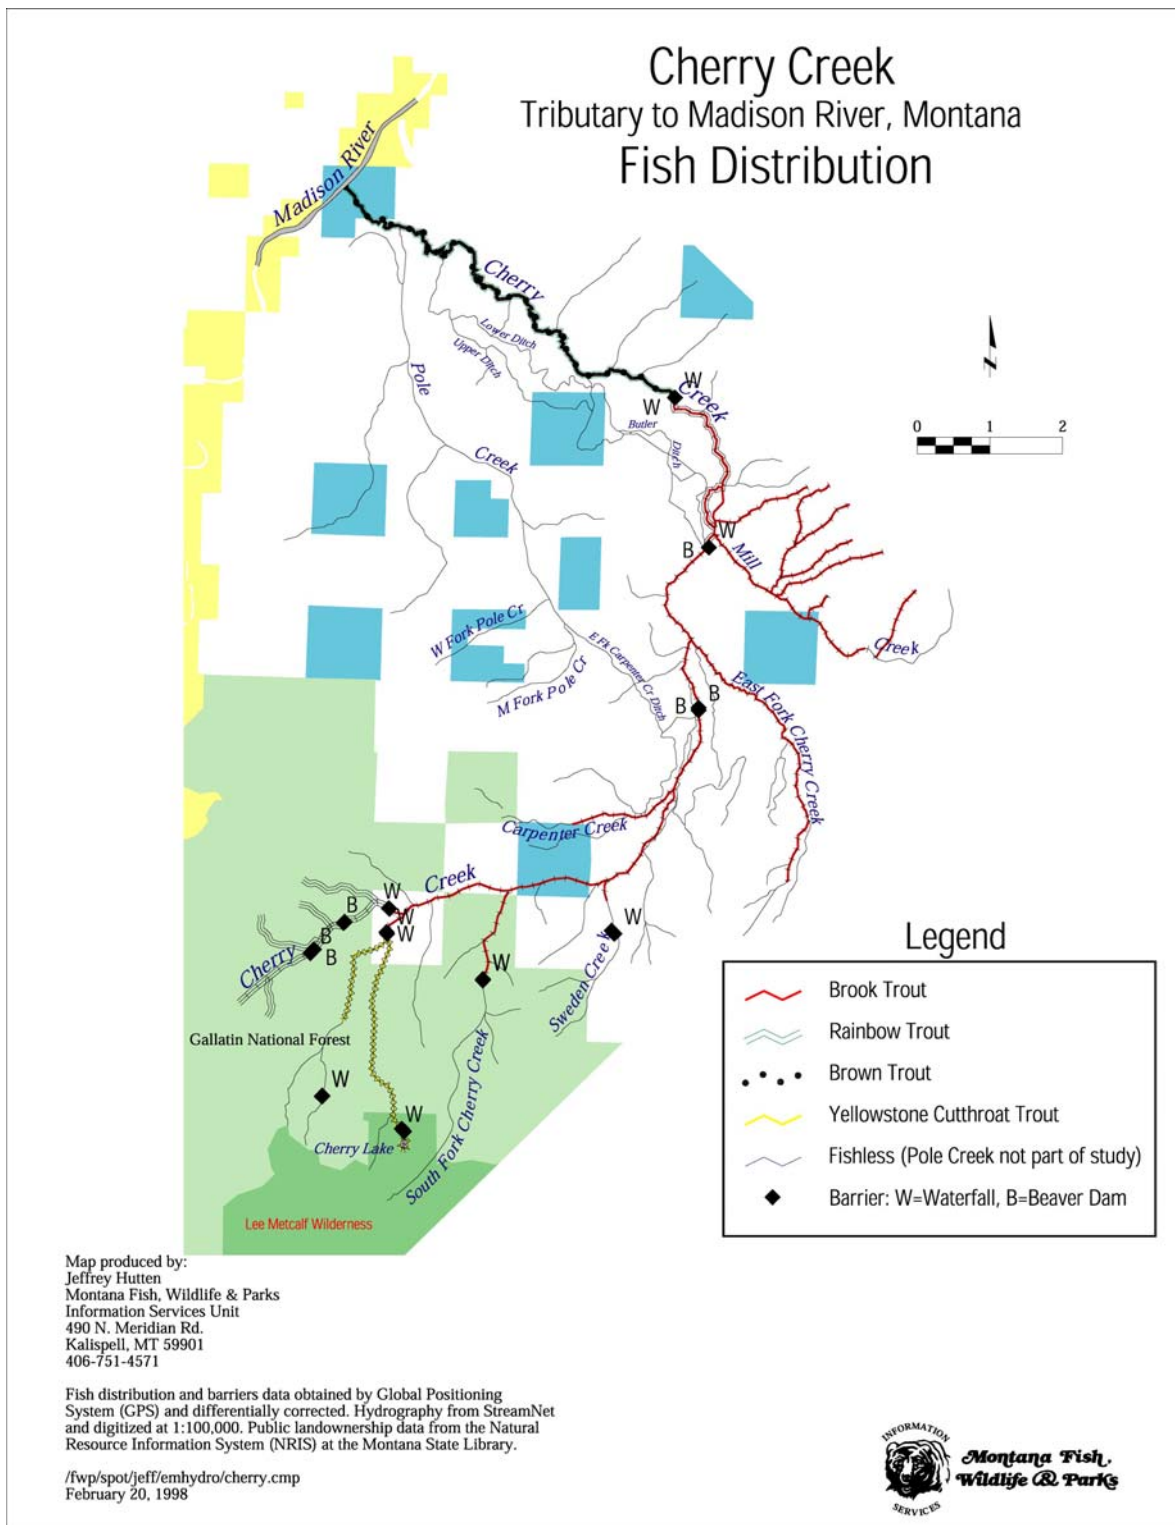 Cherry Creek
Tributary to Madison River, Montana
Fish Distribution
Madison River
Cherry
Lower Ditch
Upper Ditch
Pole
W
Creek
W
Butler
Ditch
Creek
0 1 2
W
B
Mill
W Fork Pole Cr
E Fk Carpenter Cr Ditch
Creek
M Fork Pole Cr
B
B
East Fork Cherry Creek
Carpenter Creek
Creek
W
B
W
W
B
B
Cherry
W
W
Sweden Creek
Gallatin National Forest
W
W
Cherry Lake
South Fork Cherry Creek
Lee Metcalf Wilderness
Legend
Brook Trout
Rainbow Trout
Brown Trout
Yellowstone Cutthroat Trout
Fishless (Pole Creek not part of study)
Barrier: W=Waterfall, B=Beaver Dam
Map produced by:
Jeffrey Hutten
Montana Fish, Wildlife & Parks
Information Services Unit
490 N. Meridian Rd.
Kalispell, MT 59901
406-751-4571
Fish distribution and barriers data obtained by Global Positioning
System (GPS) and differentially corrected. Hydrography from StreamNet
and digitized at 1:100,000. Public landownership data from the Natural
Resource Information System (NRIS) at the Montana State Library.
/fwp/spot/jeff/emhydro/cherry.cmp
February 20, 1998
INFORMATION
SERVICES
Montana Fish,
Wildlife & Parks